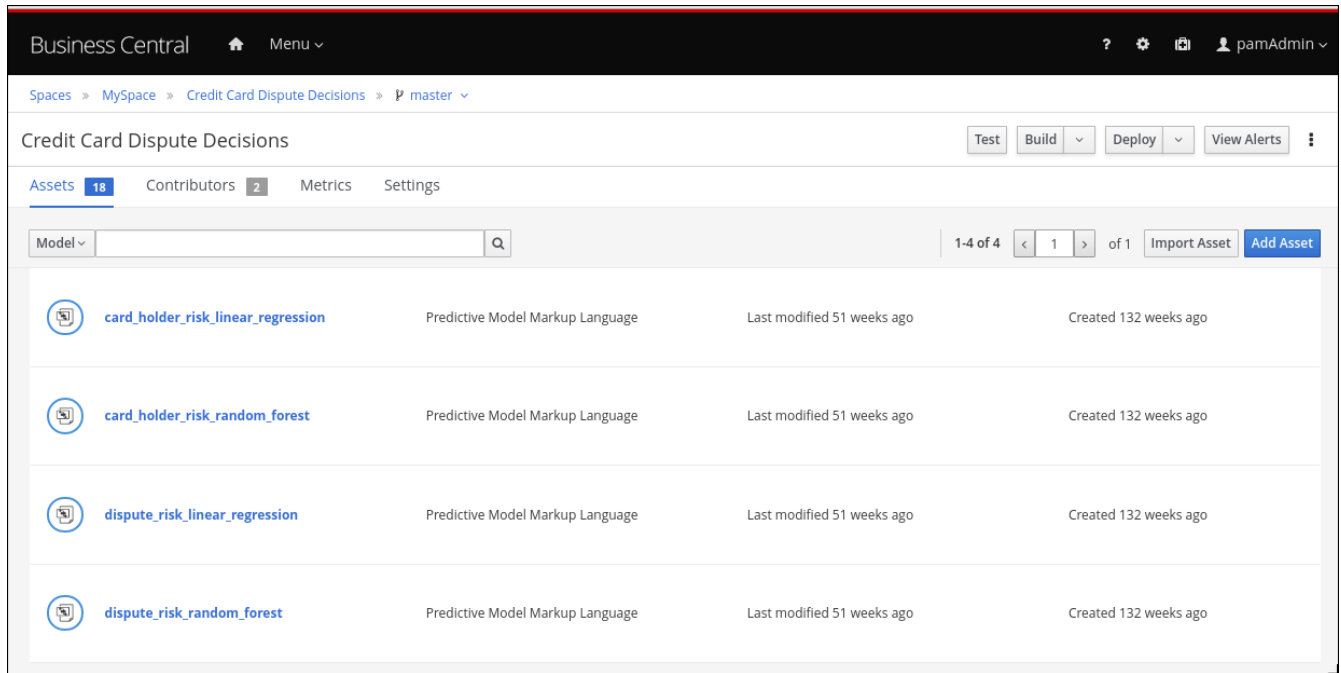 Business Central Menu ? pamAdmin
Spaces » MySpace » Credit Card Dispute Decisions » master
Credit Card Dispute Decisions Test Build Deploy View Alerts
Assets 18 Contributors 2 Metrics Settings
Model 1-4 of 4 < 1 > of 1 Import Asset Add Asset
card_holder_risk_linear_regression Predictive Model Markup Language Last modified 51 weeks ago Created 132 weeks ago
card_holder_risk_random_forest Predictive Model Markup Language Last modified 51 weeks ago Created 132 weeks ago
dispute_risk_linear_regression Predictive Model Markup Language Last modified 51 weeks ago Created 132 weeks ago
dispute_risk_random_forest Predictive Model Markup Language Last modified 51 weeks ago Created 132 weeks ago